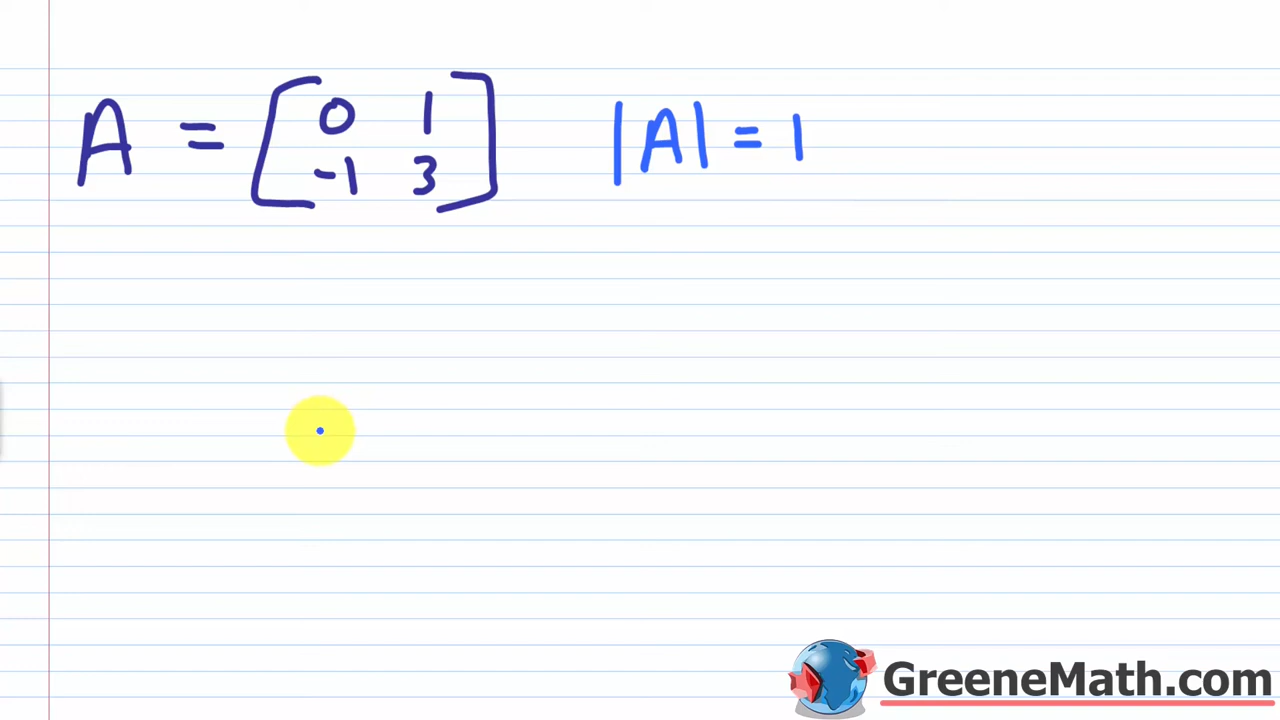 A = [ 0 1 |A| = 1
-1 3 ]
GreeneMath.com